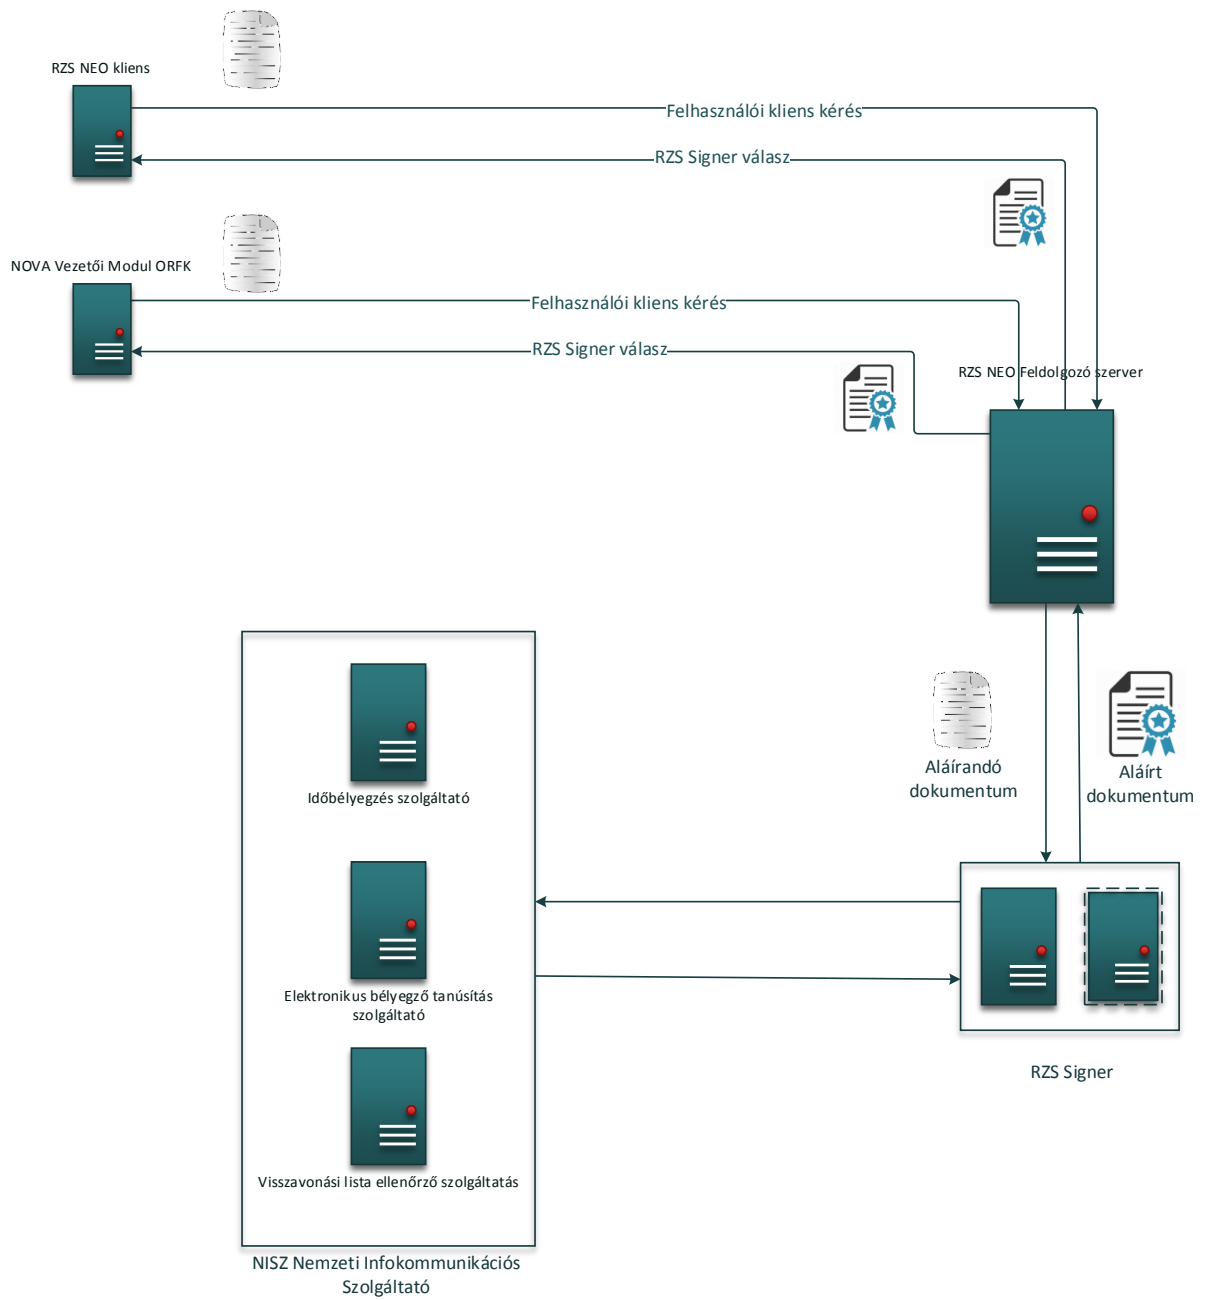 RZS NEO kliens
Felhasználói kliens kérés
RZS Signer válasz
NOVA Vezetői Modul ORFK
Felhasználói kliens kérés
RZS Signer válasz
RZS NEO Feldolgozó szerver
Aláírandó
dokumentum
Aláírt
dokumentum
Időbélyegzés szolgáltató
Elektronikus bélyegző tanúsítás
szolgáltató
Visszavonási lista ellenőrző szolgáltatás
RZS Signer
NISZ Nemzeti Infokommunikációs
Szolgáltató